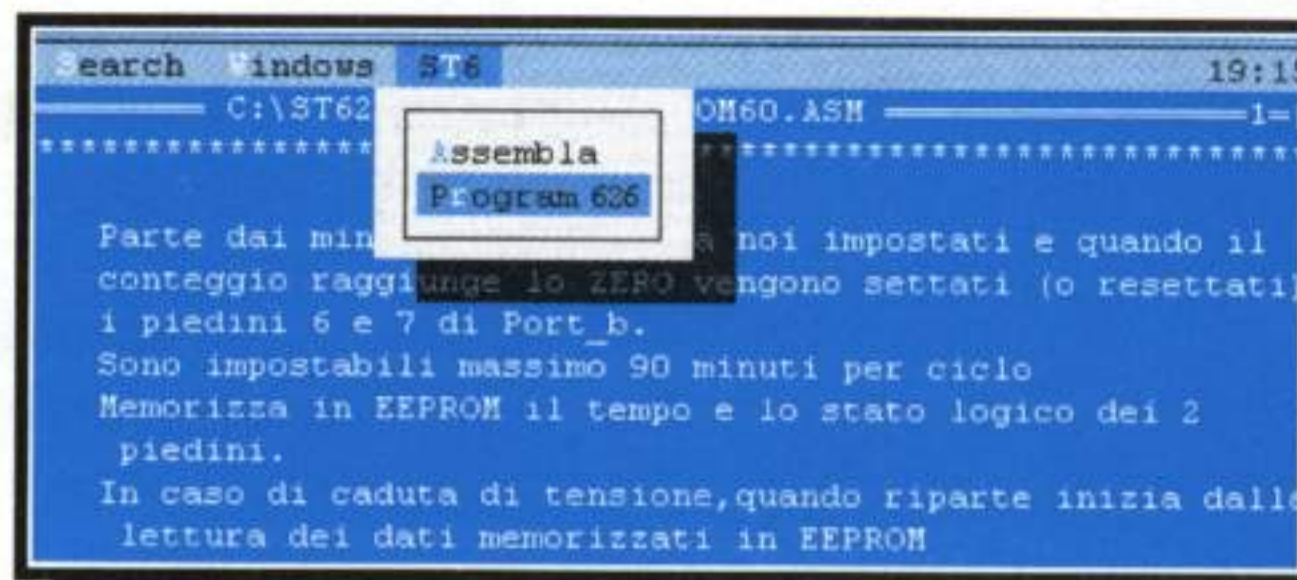 Search Windows ST6 19:15
C:\ST62 OM60.ASM 1
Assembla
Program 626
Parte dai min a noi impostati e quando il
conteggio raggiunge lo ZERO vengono settati (o resettati)
i piedini 6 e 7 di Port_b.
Sono impostabili massimo 90 minuti per ciclo
Memorizza in EEPROM il tempo e lo stato logico dei 2
piedini.
In caso di caduta di tensione,quando riparte inizia dalla
lettura dei dati memorizzati in EEPROM